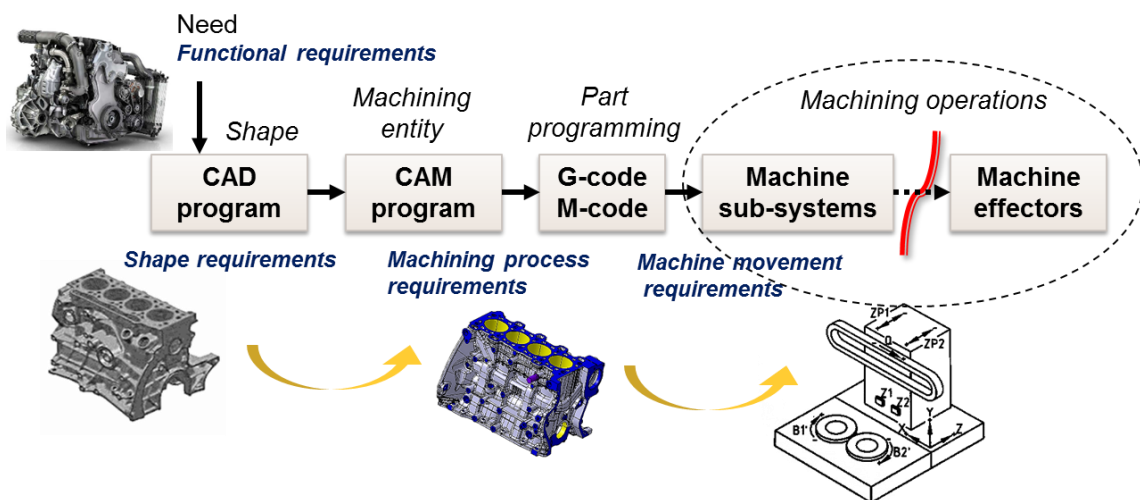 Need
Functional requirements
Shape
Machining
entity
Part
programming
Machining operations
CAD
program
CAM
program
G-code
M-code
Machine
sub-systems
Machine
effectors
Shape requirements
Machining process
requirements
Machine movement
requirements
ZP1
ZP2
Q
Z1
Z2
X
Y
Z
B1'
B2'